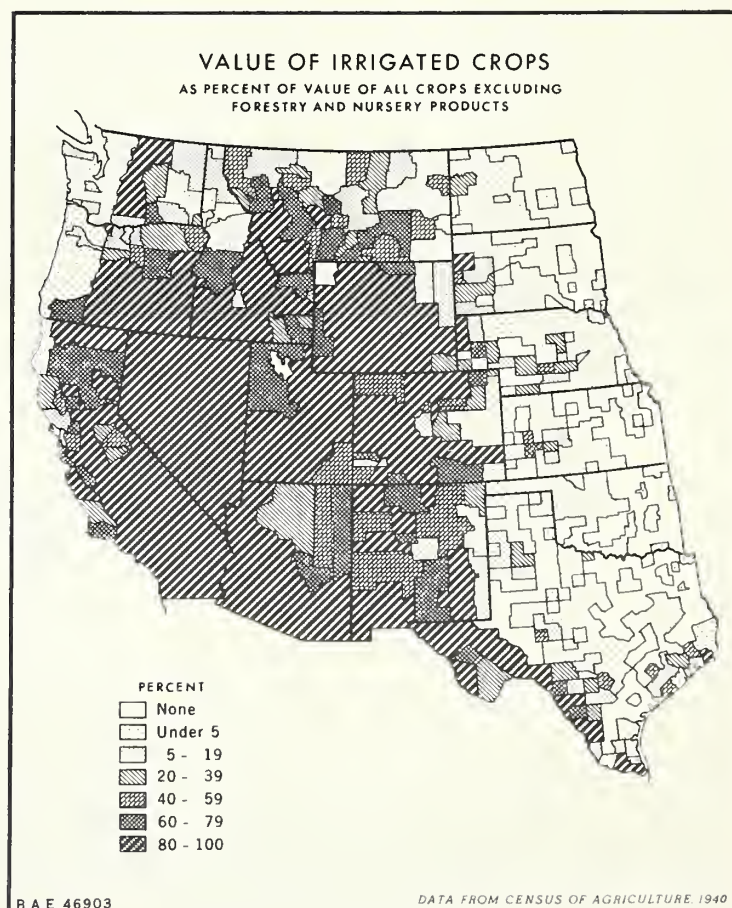 VALUE OF IRRIGATED CROPS
AS PERCENT OF VALUE OF ALL CROPS EXCLUDING
FORESTRY AND NURSERY PRODUCTS
PERCENT
None
Under 5
5 - 19
20 - 39
40 - 59
60 - 79
80 - 100
B A E 46903
DATA FROM CENSUS OF AGRICULTURE, 1940